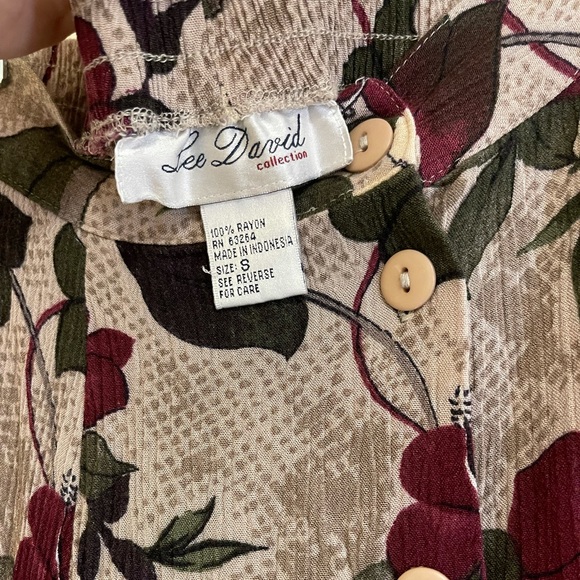 Lee David
collection
100% RAYON
RN 63264
MADE IN INDONESIA
SIZE: S
SEE REVERSE
FOR CARE